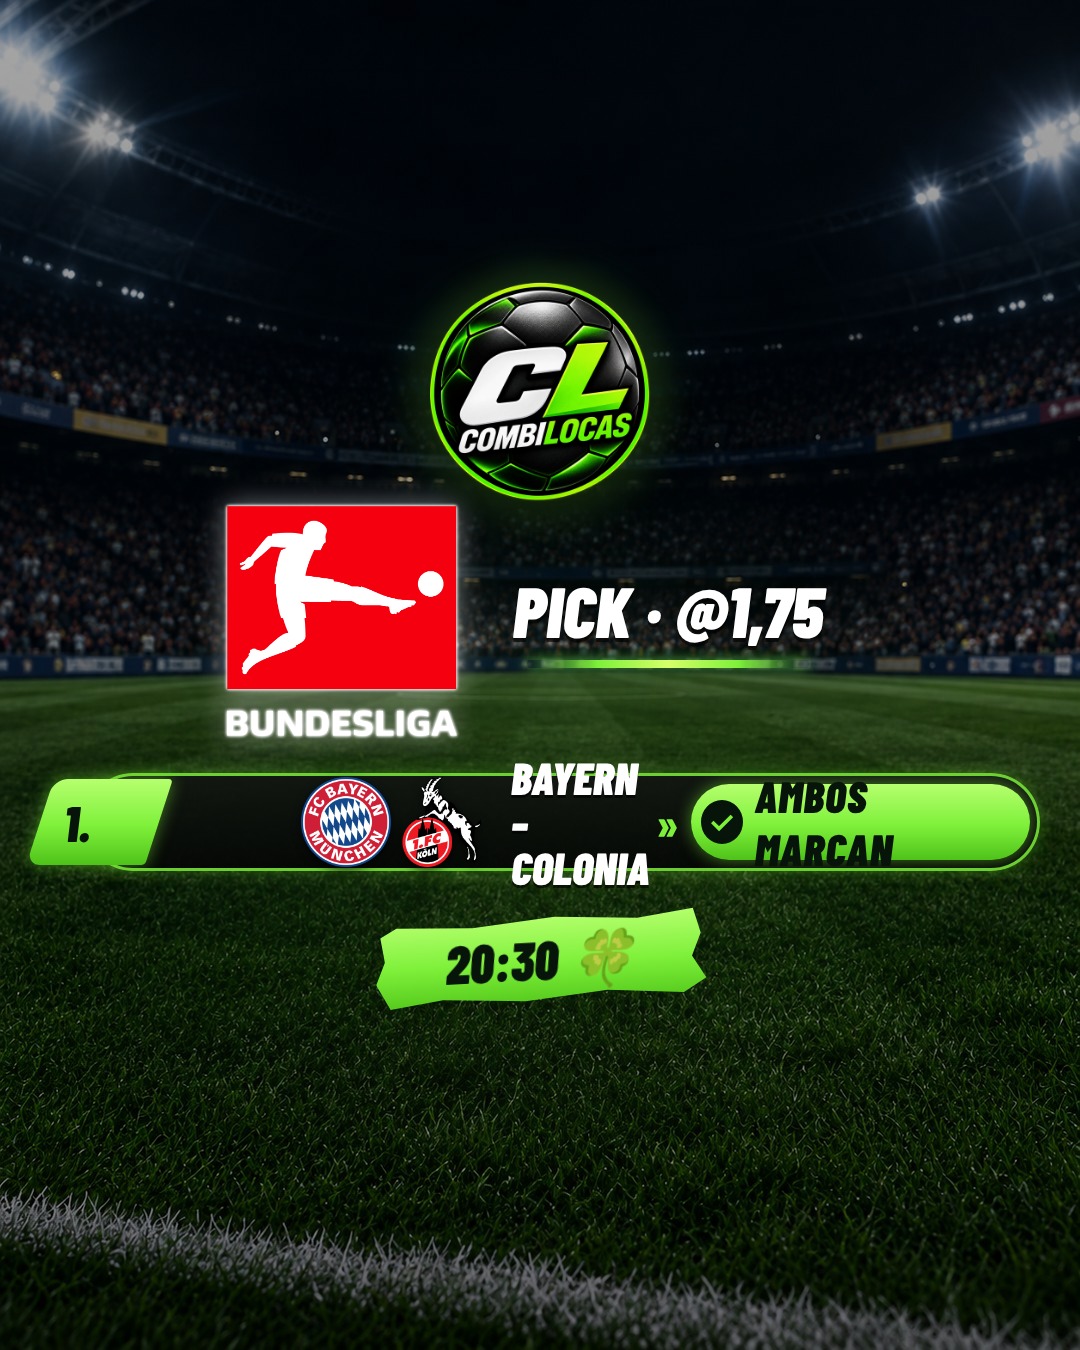 CL
COMBILOCAS
BUNDESLIGA
PICK · @1,75
1.
FC BAYERN
MÜNCHEN
1.FC
KÖLN
BAYERN
-
COLONIA
»
AMBOS
MARCAN
20:30 🍀